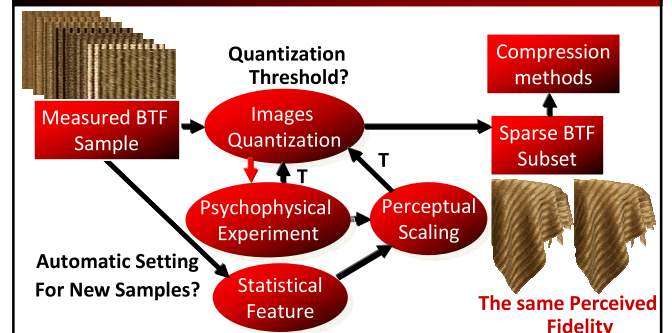 Quantization
Threshold?
Compression
methods
Measured BTF
Sample
Images
Quantization
Sparse BTF
Subset
T
T
Psychophysical
Experiment
Perceptual
Scaling
Automatic Setting
For New Samples?
Statistical
Feature
The same Perceived
Fidelity